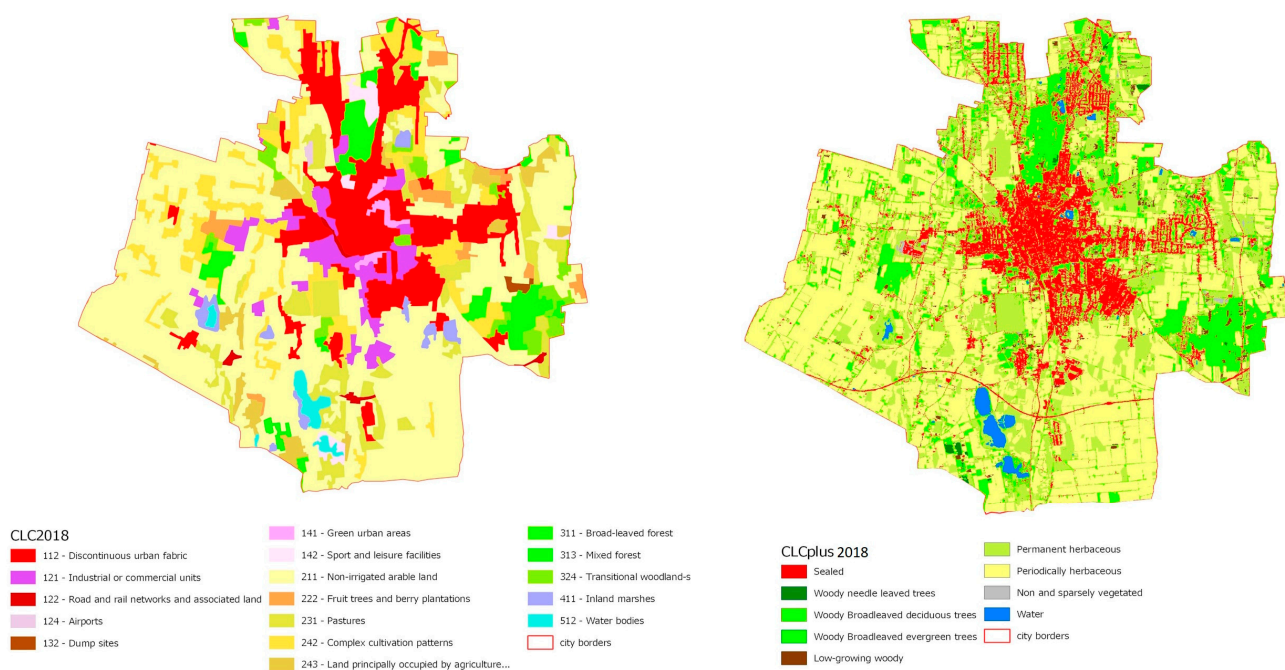 CLC2018
112 - Discontinuous urban fabric
121 - Industrial or commercial units
122 - Road and rail networks and associated land
124 - Airports
132 - Dump sites
141 - Green urban areas
142 - Sport and leisure facilities
211 - Non-irrigated arable land
222 - Fruit trees and berry plantations
231 - Pastures
242 - Complex cultivation patterns
243 - Land principally occupied by agriculture...
311 - Broad-leaved forest
313 - Mixed forest
324 - Transitional woodland-s
411 - Inland marshes
512 - Water bodies
city borders
CLCplus 2018
Sealed
Woody needle leaved trees
Woody Broadleaved deciduous trees
Woody Broadleaved evergreen trees
Low-growing woody
Permanent herbaceous
Periodically herbaceous
Non and sparsely vegetated
Water
city borders